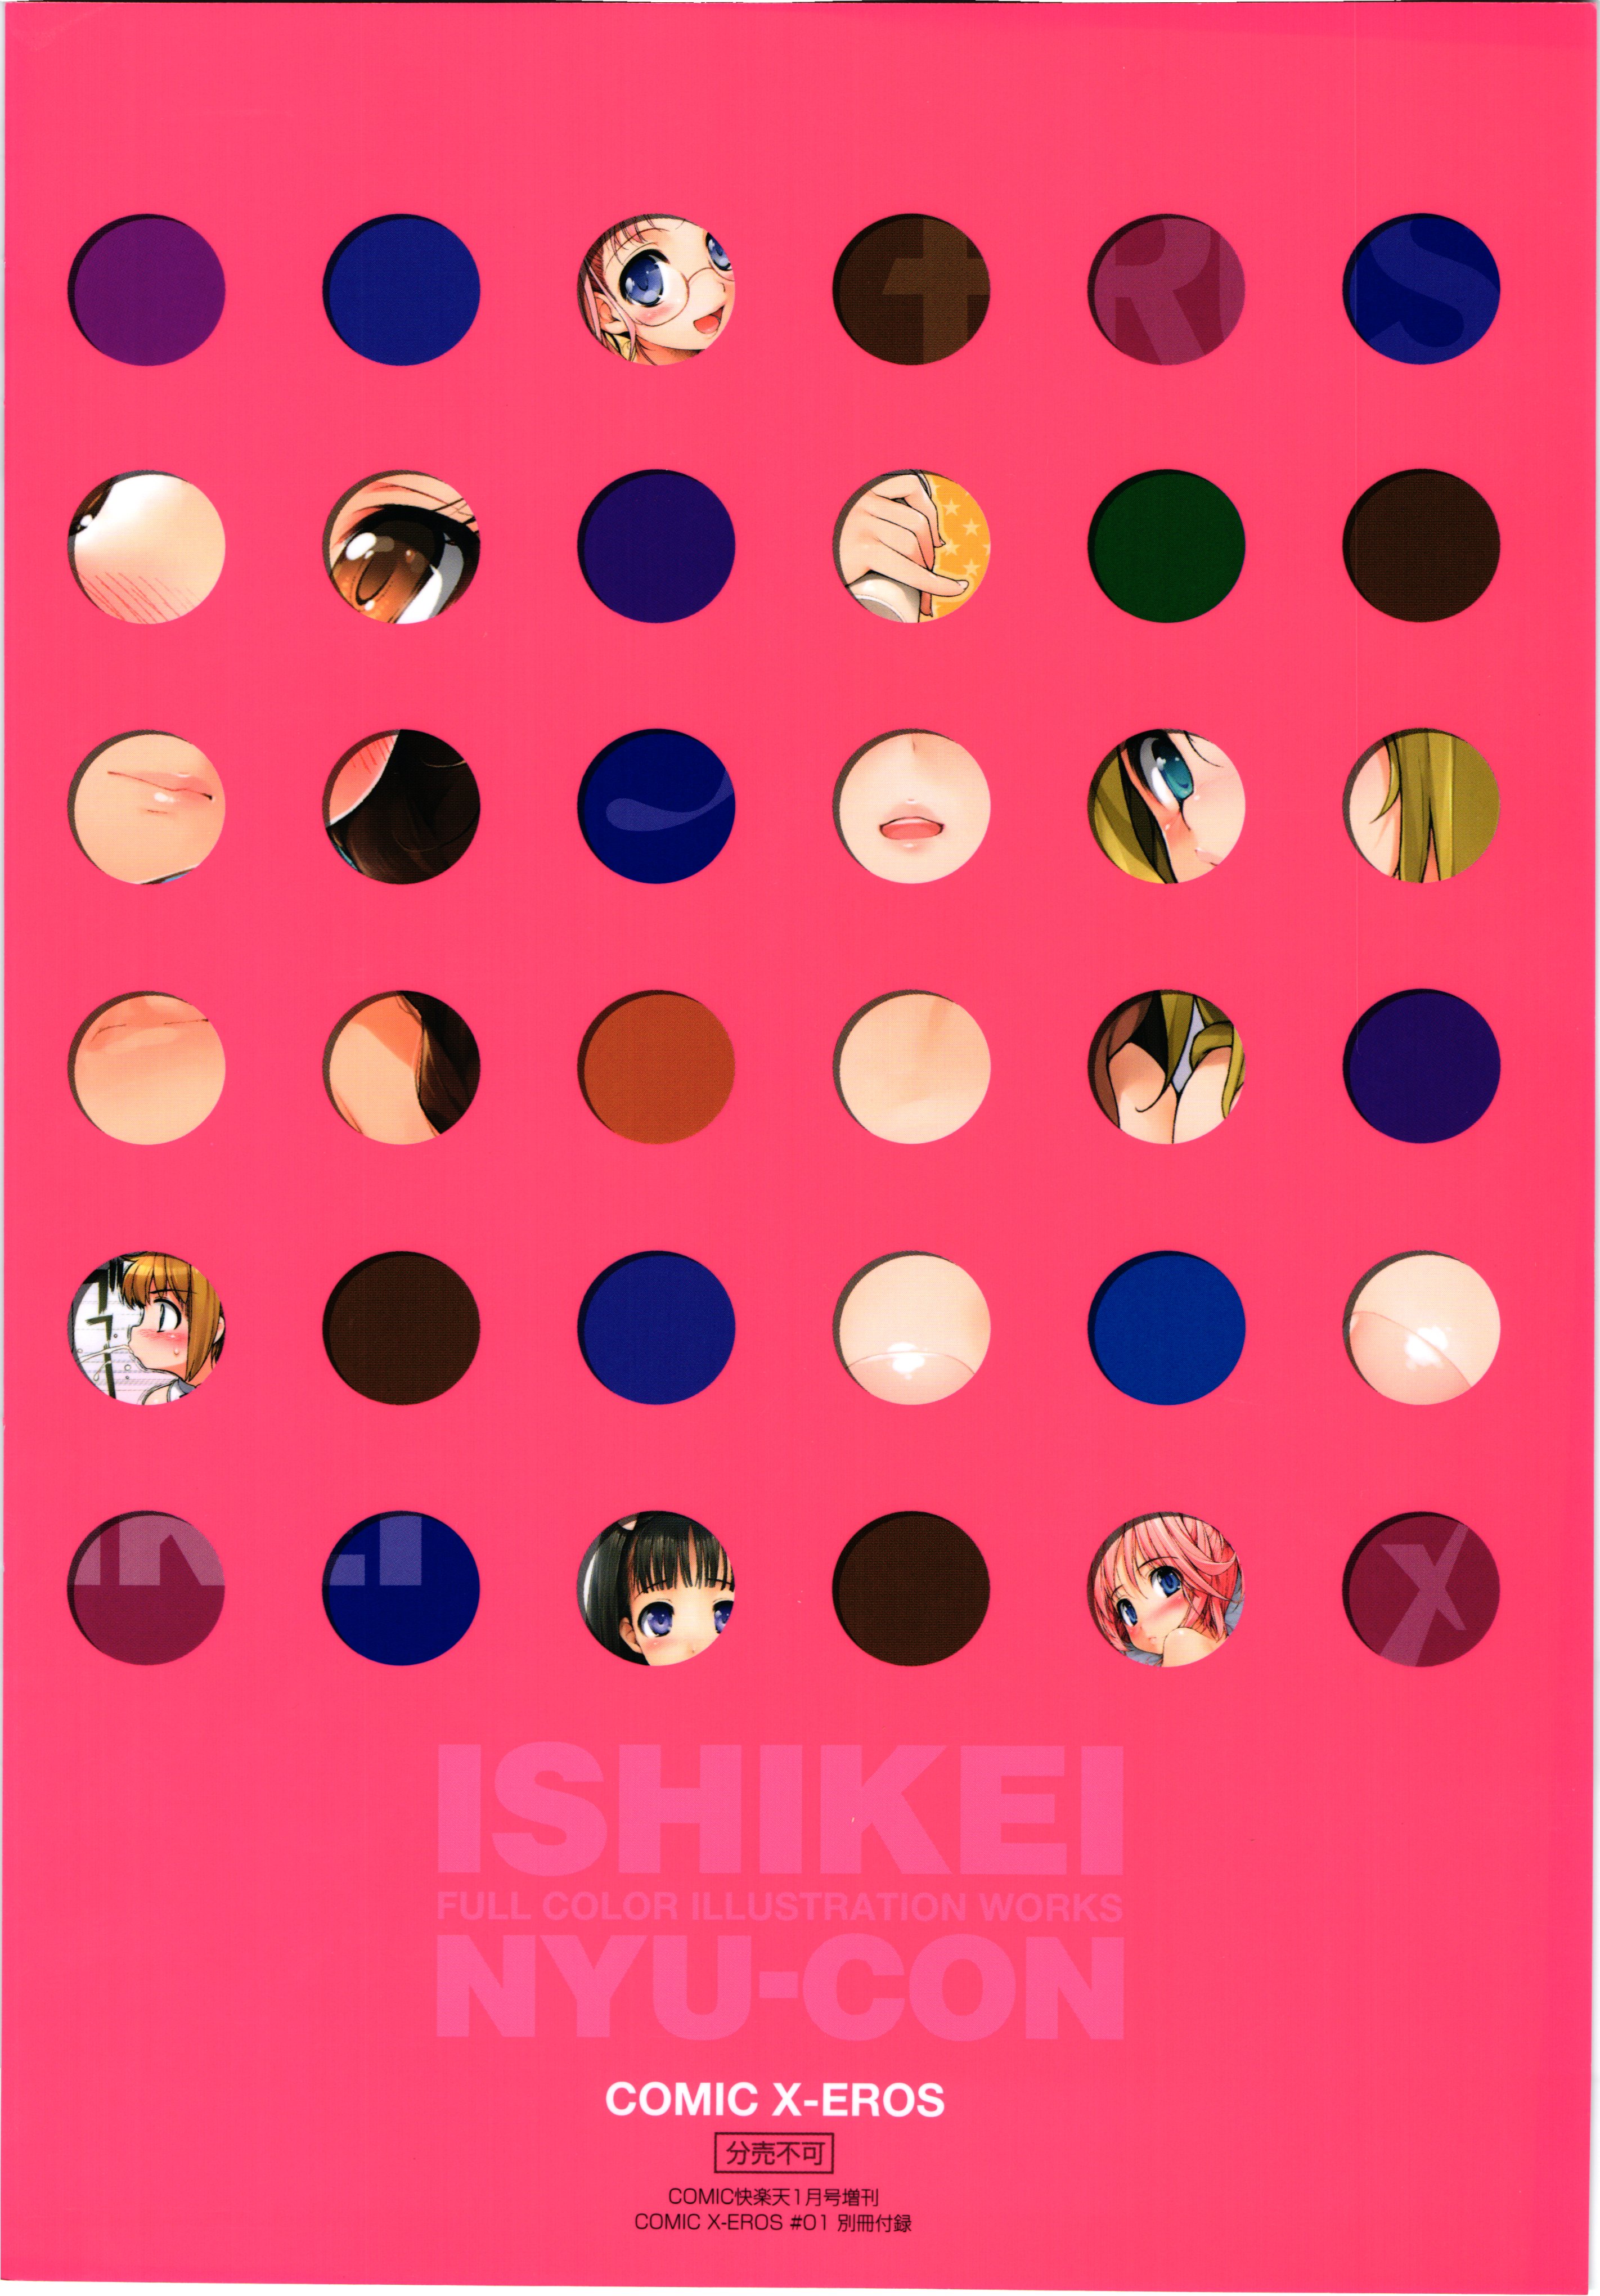 t
R
S
KEI
X
ISHIKEI
FULL COLOR ILLUSTRATION WORKS
NYU-CON
COMIC X-EROS
分売不可
COMIC快楽天1月号増刊
COMIC X-EROS #01 別冊付録